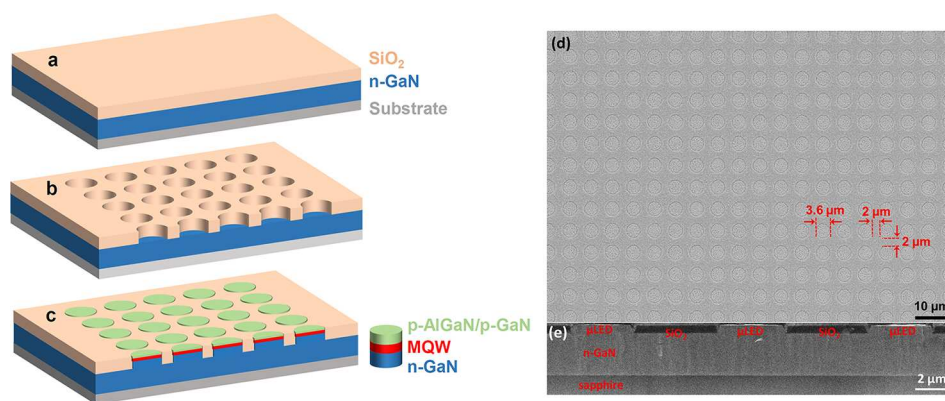 a
SiO₂
n-GaN
Substrate
b
c
p-AlGaN/p-GaN
MQW
n-GaN
(d)
3.6 µm
2 µm
2 µm
10 µm
(e)
µLED
SiO₂
µLED
SiO₂
µLED
n-GaN
sapphire
2 µm